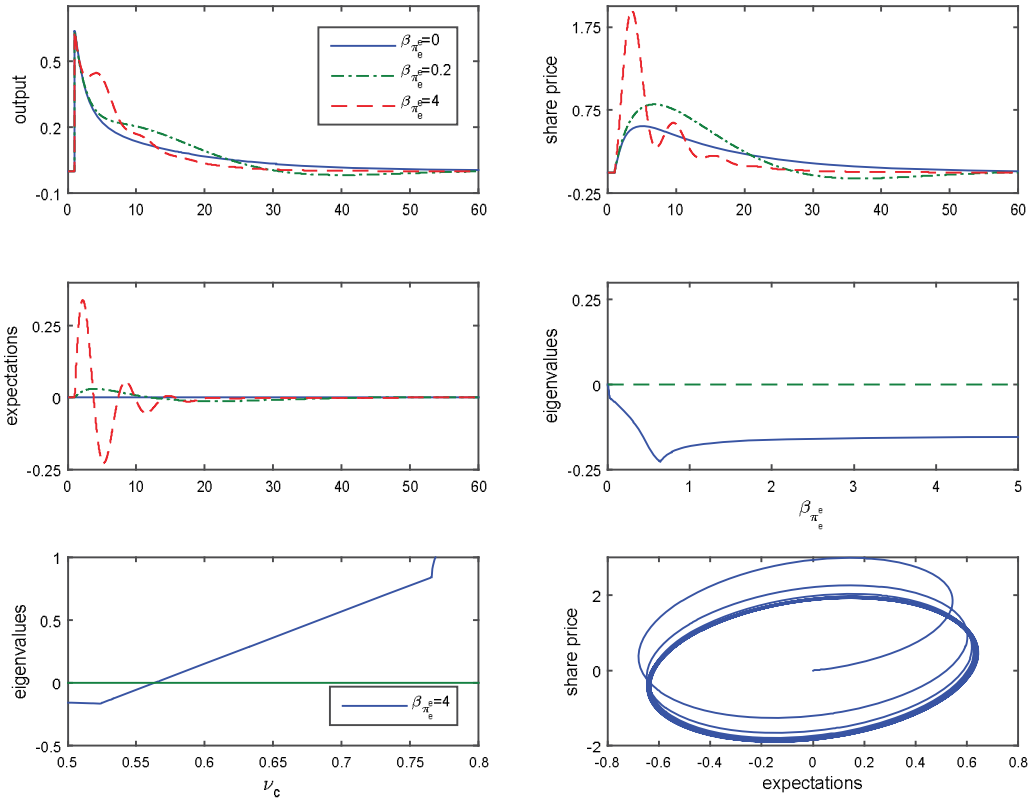 output
0.5
0.2
-0.1
0 10 20 30 40 50 60
β_{π_e^e}=0
β_{π_e^e}=0.2
β_{π_e^e}=4
share price
1.75
0.75
-0.25
0 10 20 30 40 50 60
expectations
0.25
0
-0.25
0 10 20 30 40 50 60
eigenvalues
0.25
0
-0.25
0 1 2 3 4 5
β_{π_e^e}
eigenvalues
1
0.5
0
-0.5
0.5 0.55 0.6 0.65 0.7 0.75 0.8
β_{π_e^e}=4
ν_c
share price
2
0
-2
-0.8 -0.6 -0.4 -0.2 0 0.2 0.4 0.6 0.8
expectations